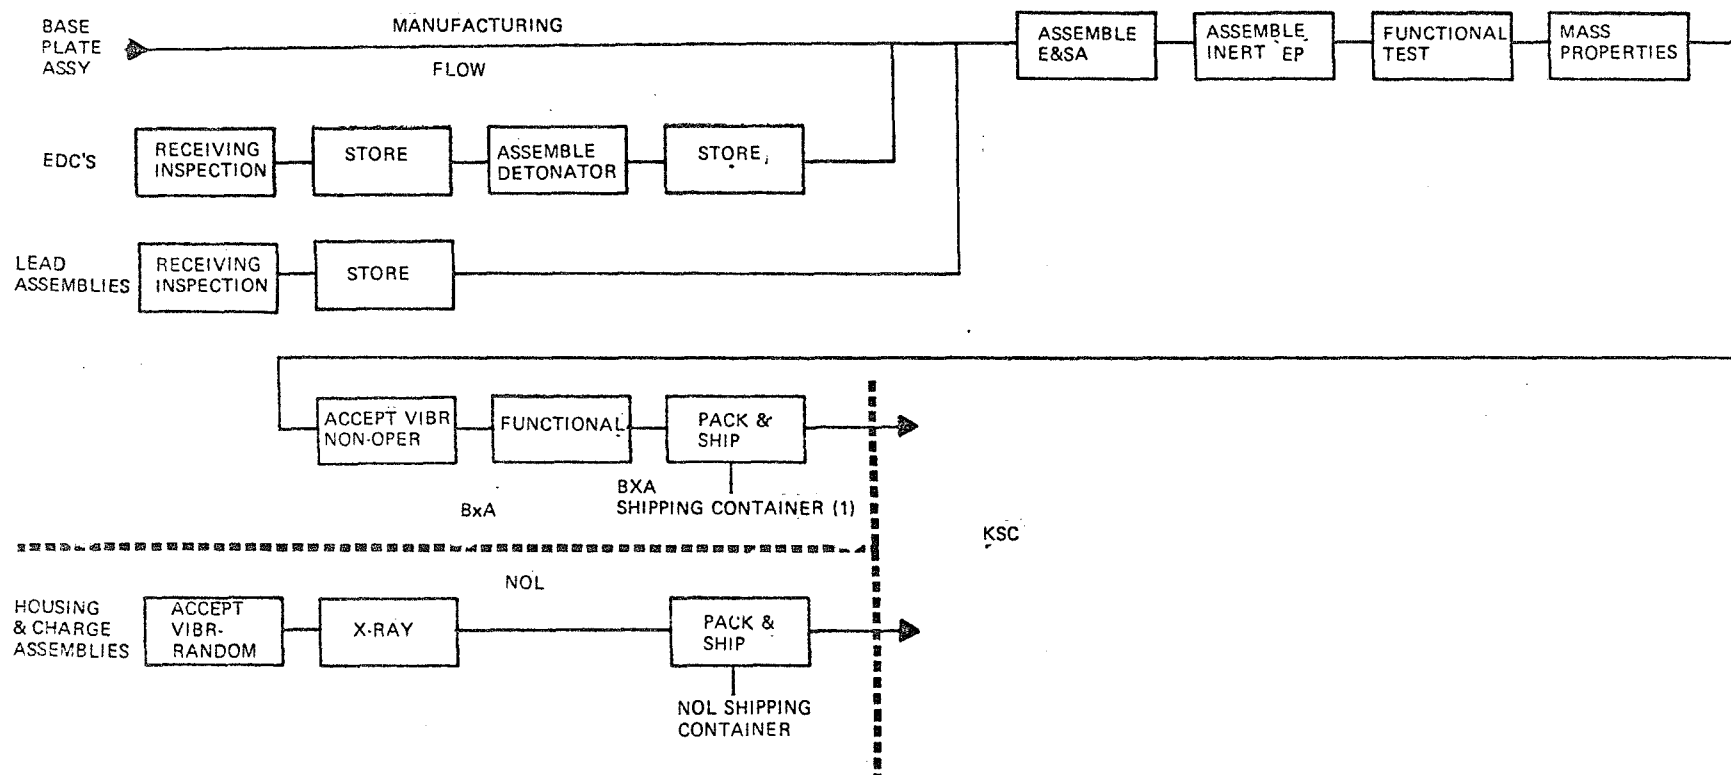 BASE
PLATE
ASSY
MANUFACTURING
FLOW
ASSEMBLE
E&SA
ASSEMBLE
INERT EP
FUNCTIONAL
TEST
MASS
PROPERTIES
EDC'S
RECEIVING
INSPECTION
STORE
ASSEMBLE
DETONATOR
STORE
LEAD
ASSEMBLIES
RECEIVING
INSPECTION
STORE
ACCEPT VIBR
NON-OPER
FUNCTIONAL
PACK &
SHIP
BXA
SHIPPING CONTAINER (1)
BxA
KSC
NOL
HOUSING
& CHARGE
ASSEMBLIES
ACCEPT
VIBR-
RANDOM
X-RAY
PACK &
SHIP
NOL SHIPPING
CONTAINER